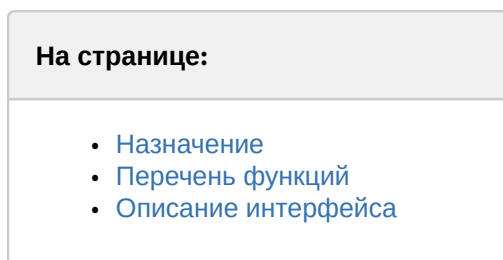 На странице:
• Назначение
• Перечень функций
• Описание интерфейса